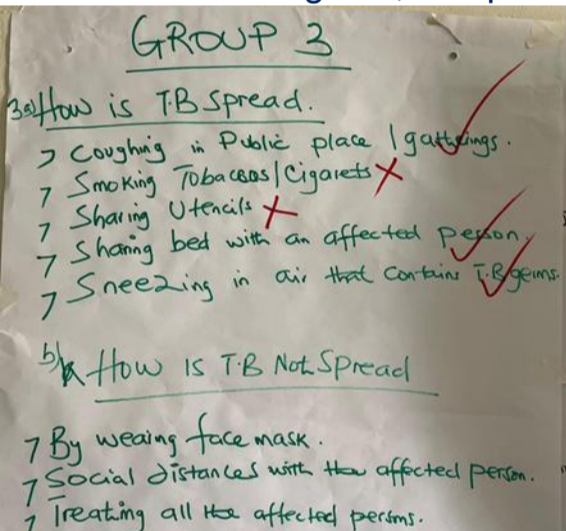 GROUP 3
3a) How is T.B Spread.
7 Coughing in Public place / gatherings.
7 Smoking Tobaccos / Cigarets
7 Sharing Utencils
7 Sharing bed with an affected person.
7 Sneezing in air that contains T.B germs.
b) How is T.B Not Spread
7 By wearing face mask.
7 Social distances with affected person.
7 Treating all affected persons.